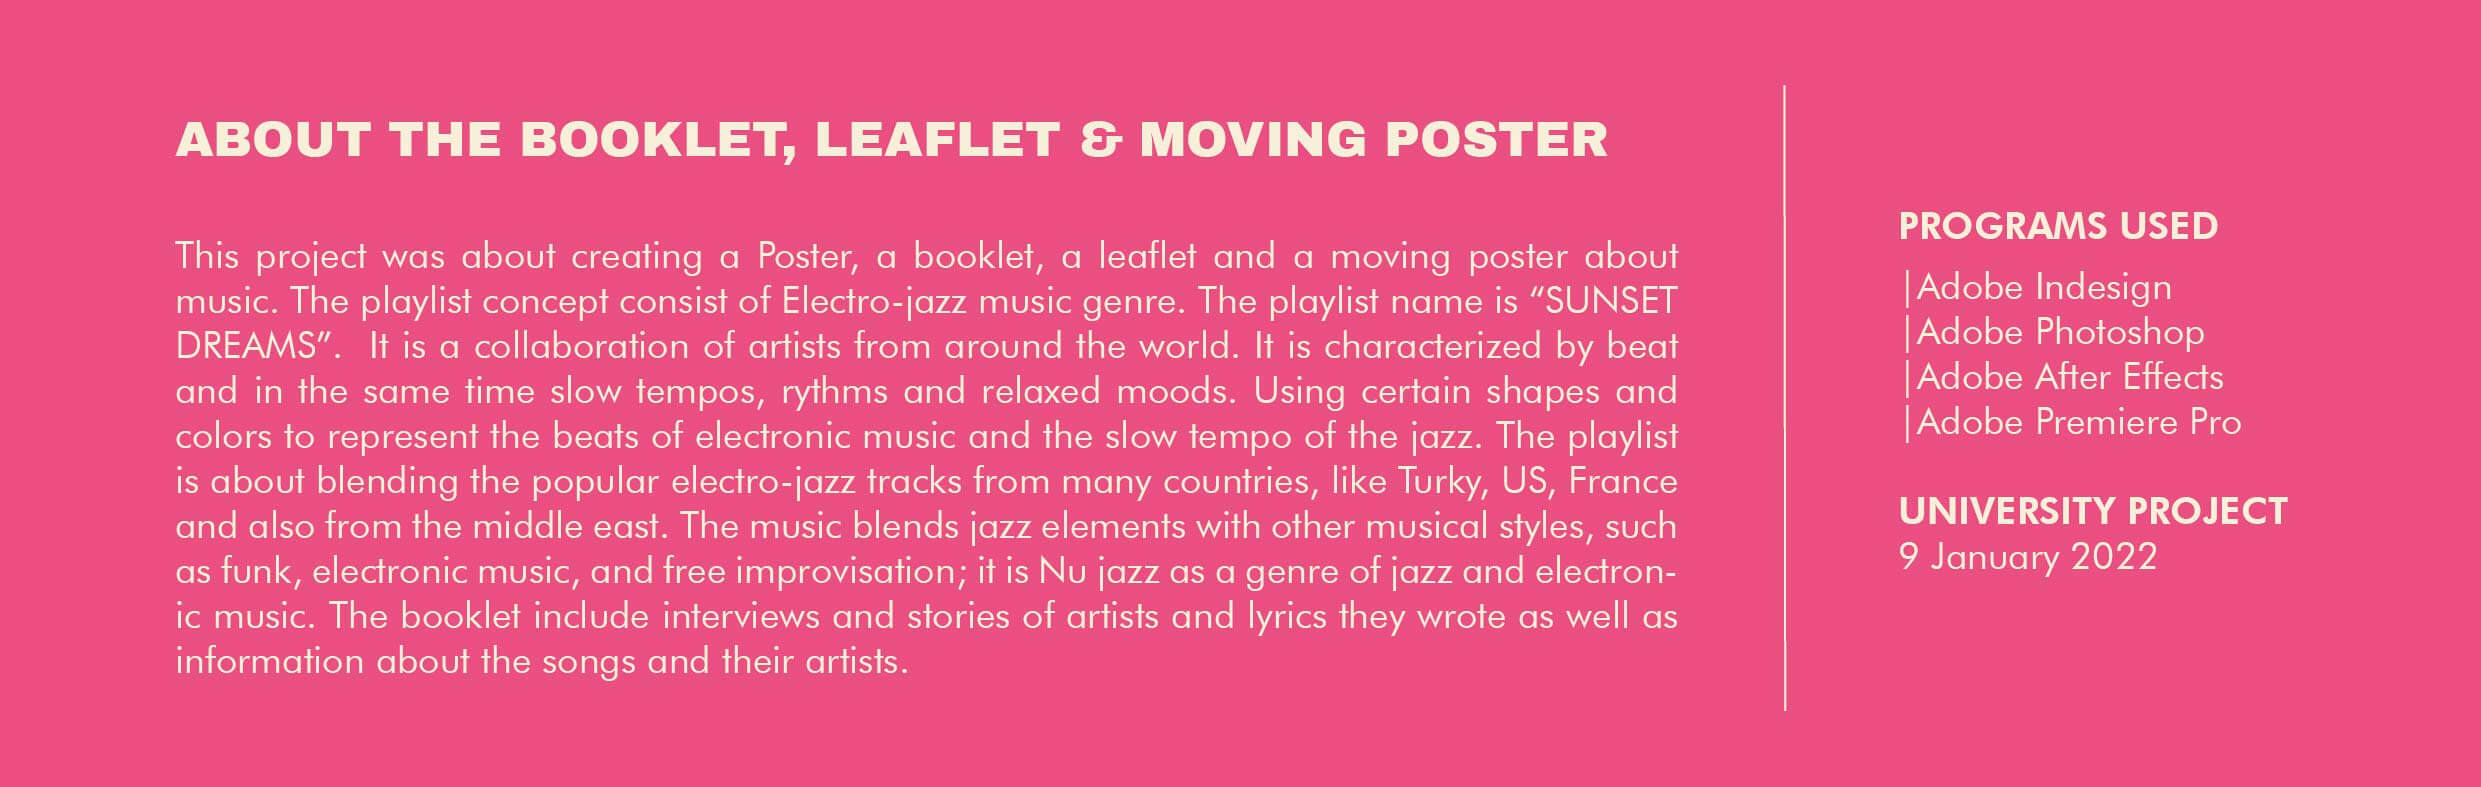 ABOUT THE BOOKLET, LEAFLET & MOVING POSTER
This project was about creating a Poster, a booklet, a leaflet and a moving poster about
music. The playlist concept consist of Electro-jazz music genre. The playlist name is “SUNSET
DREAMS”.  It is a collaboration of artists from around the world. It is characterized by beat
and in the same time slow tempos, rythms and relaxed moods. Using certain shapes and
colors to represent the beats of electronic music and the slow tempo of the jazz. The playlist
is about blending the popular electro-jazz tracks from many countries, like Turky, US, France
and also from the middle east. The music blends jazz elements with other musical styles, such
as funk, electronic music, and free improvisation; it is Nu jazz as a genre of jazz and electron-
ic music. The booklet include interviews and stories of artists and lyrics they wrote as well as
information about the songs and their artists.
PROGRAMS USED
|Adobe Indesign
|Adobe Photoshop
|Adobe After Effects
|Adobe Premiere Pro
UNIVERSITY PROJECT
9 January 2022